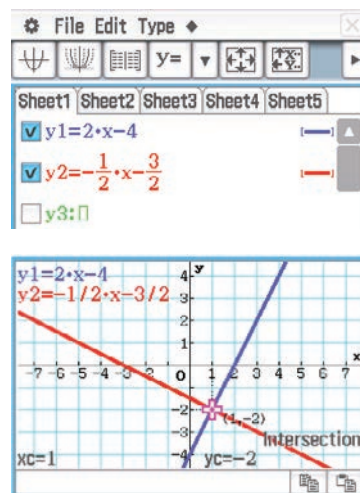 File Edit Type ◆
Y=
Sheet1 Sheet2 Sheet3 Sheet4 Sheet5
y1=2·x−4
y2=−1/2·x−3/2
y3:▯
y1=2·x−4
y2=−1/2·x−3/2
y
4
3
2
1
x
-7 -6 -5 -4 -3 -2 0 1 2 3 4 5 6 7
-2
(1,-2)
-3
Intersection
-4
xc=1 yc=−2